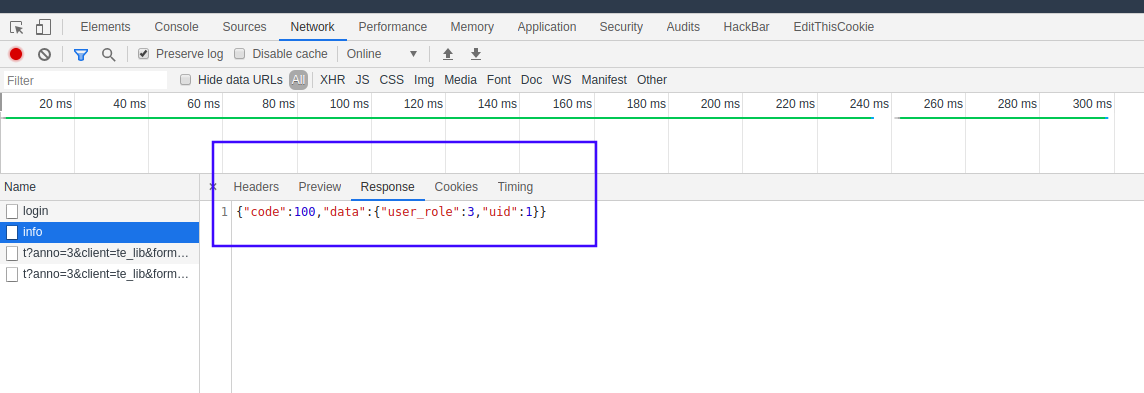 Elements Console Sources Network Performance Memory Application Security Audits HackBar EditThisCookie
Preserve log Disable cache Online
Filter Hide data URLs All XHR JS CSS Img Media Font Doc WS Manifest Other
20 ms 40 ms 60 ms 80 ms 100 ms 120 ms 140 ms 160 ms 180 ms 200 ms 220 ms 240 ms 260 ms 280 ms 300 ms
Name × Headers Preview Response Cookies Timing
login
1 {"code":100,"data":{"user_role":3,"uid":1}}
info
t?anno=3&client=te_lib&form…
t?anno=3&client=te_lib&form…